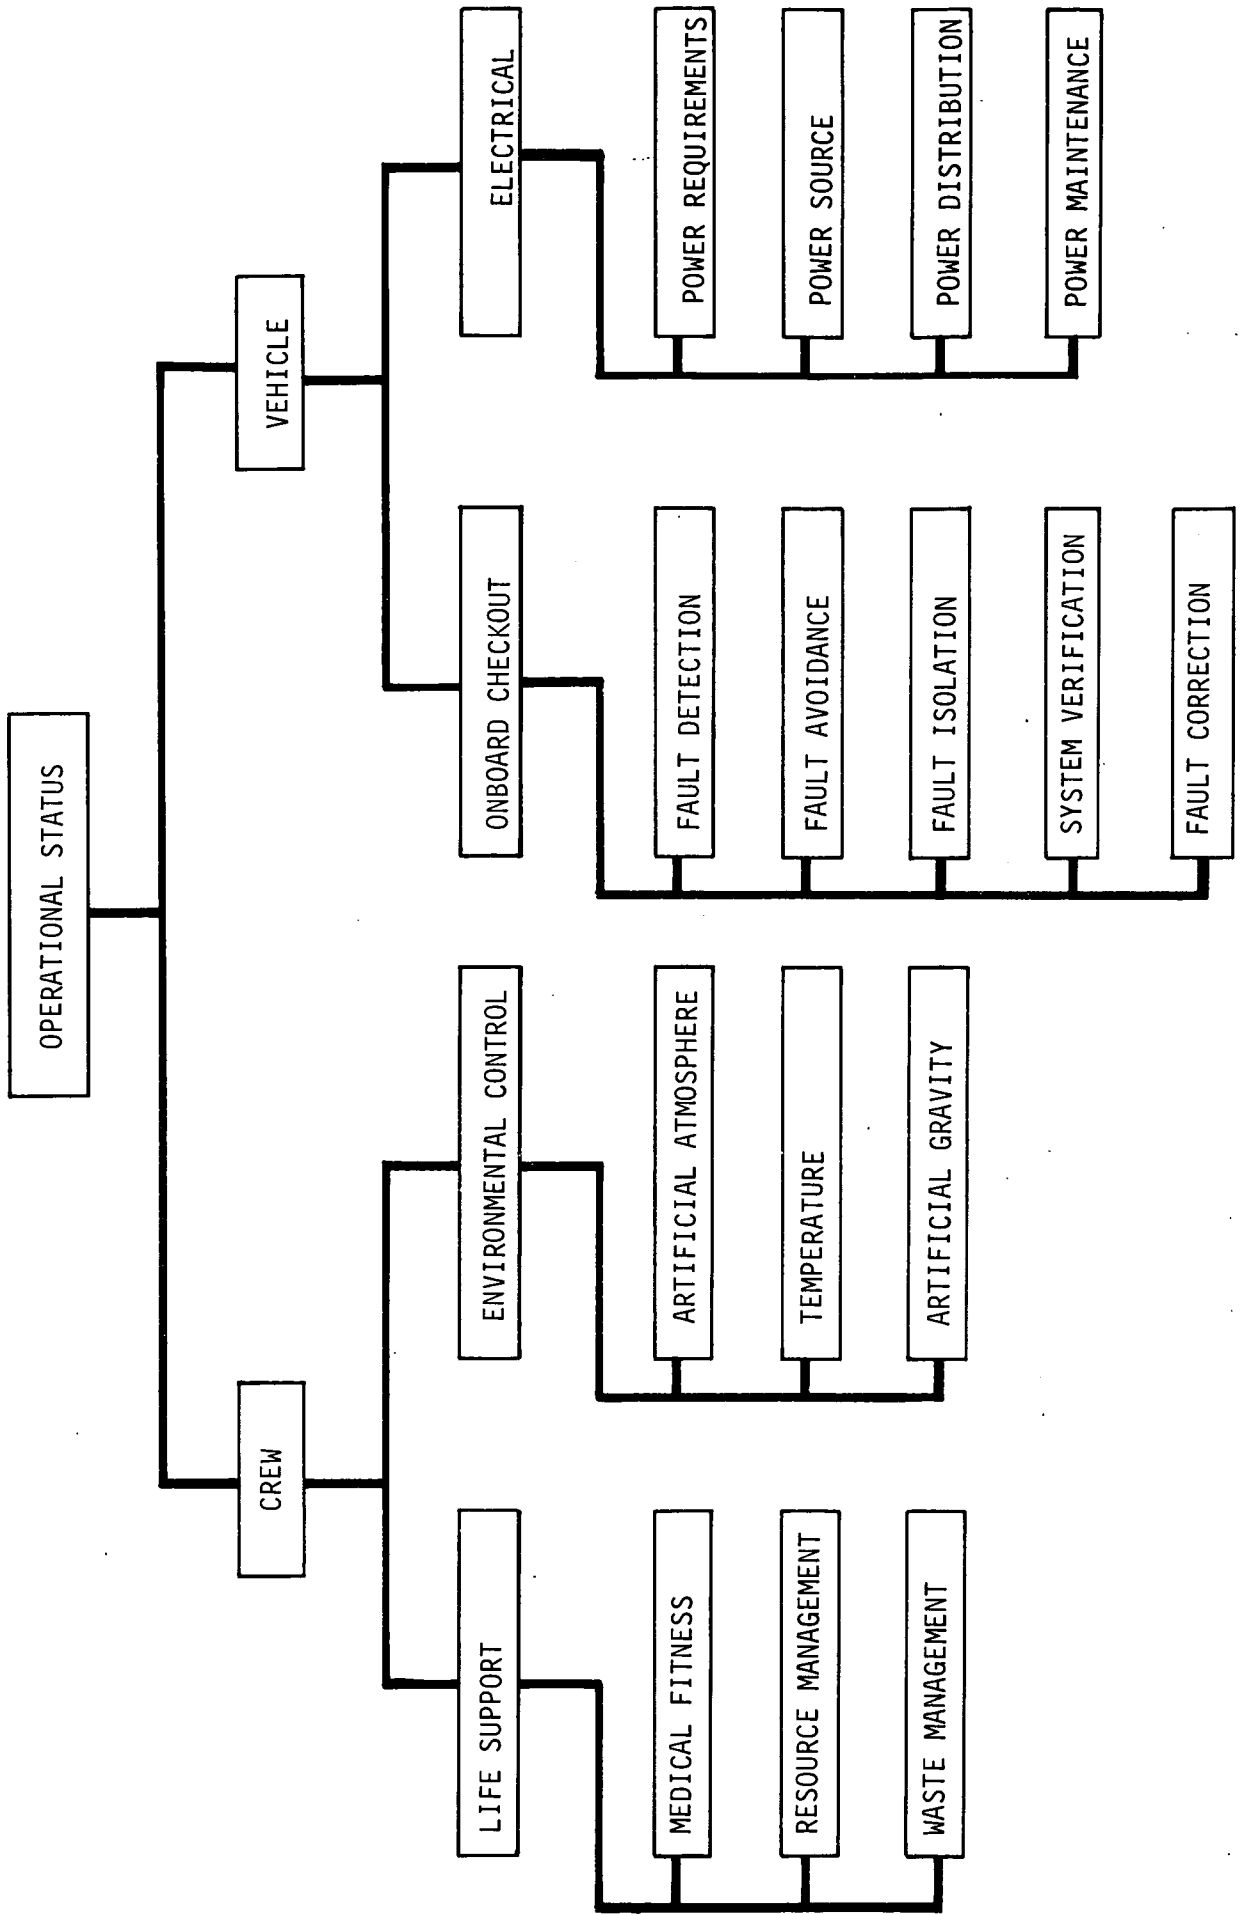 OPERATIONAL STATUS
CREW
VEHICLE
LIFE SUPPORT
ENVIRONMENTAL CONTROL
ONBOARD CHECKOUT
ELECTRICAL
MEDICAL FITNESS
RESOURCE MANAGEMENT
WASTE MANAGEMENT
ARTIFICIAL ATMOSPHERE
TEMPERATURE
ARTIFICIAL GRAVITY
FAULT DETECTION
FAULT AVOIDANCE
FAULT ISOLATION
SYSTEM VERIFICATION
FAULT CORRECTION
POWER REQUIREMENTS
POWER SOURCE
POWER DISTRIBUTION
POWER MAINTENANCE